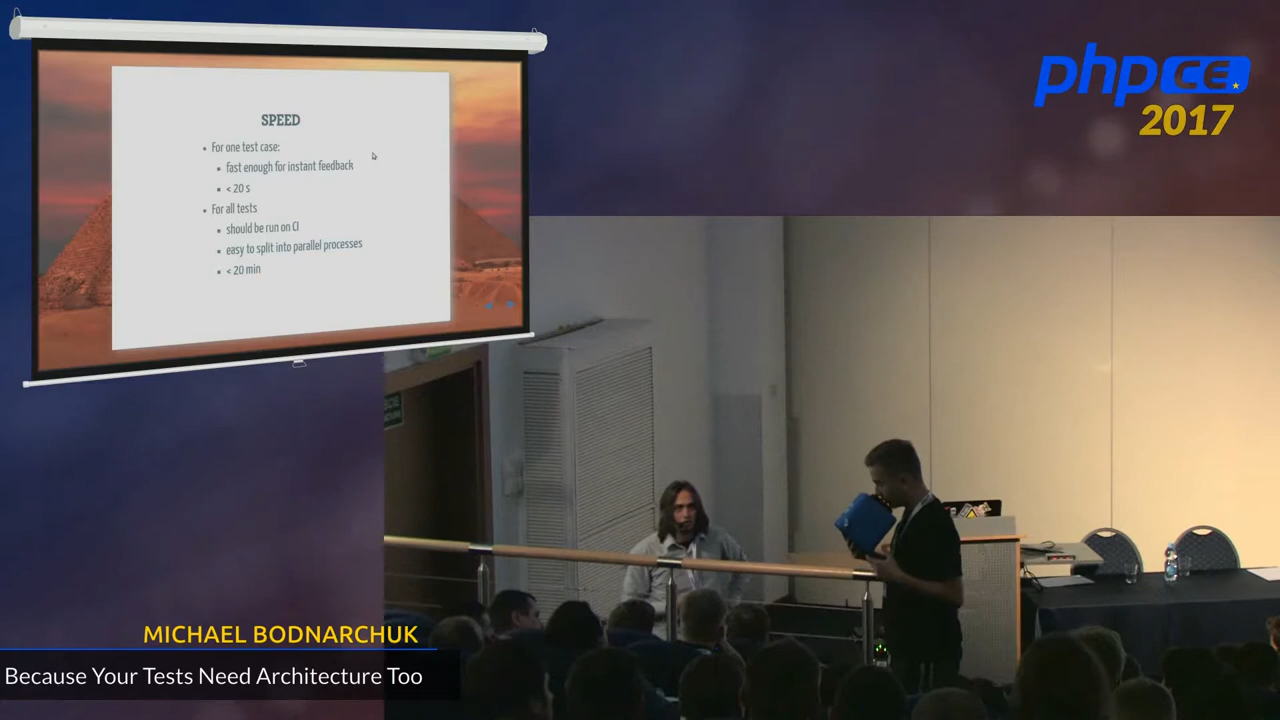 SPEED
For one test case:
fast enough for instant feedback
< 20 s
For all tests
should be run on CI
easy to split into parallel processes
< 20 min
phpCE
2017
MICHAEL BODNARCHUK
Because Your Tests Need Architecture Too